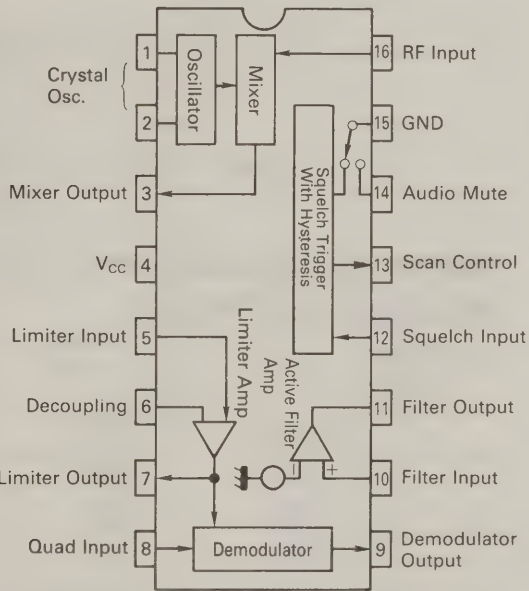 1
Crystal
Osc.
2
Mixer Output 3
V_CC 4
Limiter Input 5
Decoupling 6
Limiter Output 7
Quad Input 8
Oscillator
Mixer
Squelch Trigger
With Hysteresis
Limiter Amp
Active Filter
Amp
- +
Demodulator
16 RF Input
15 GND
14 Audio Mute
13 Scan Control
12 Squelch Input
11 Filter Output
10 Filter Input
9 Demodulator
Output